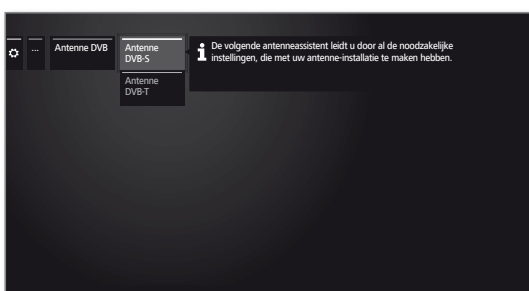 ...
Antenne DVB
Antenne
DVB-S
De volgende antenneassistent leidt u door al de noodzakelijke
instellingen, die met uw antenne-installatie te maken hebben.
Antenne
DVB-T